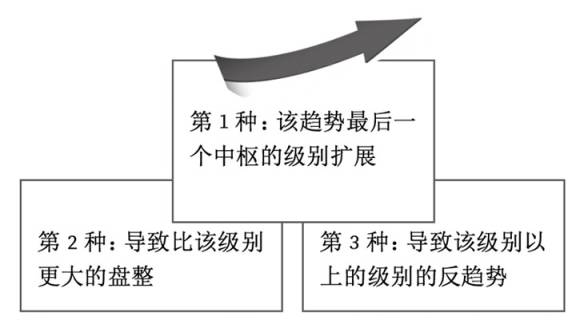 第 1 种：该趋势最后一
个中枢的级别扩展
第 2 种：导致比该级别
更大的盘整
第 3 种：导致该级别以
上的级别的反趋势